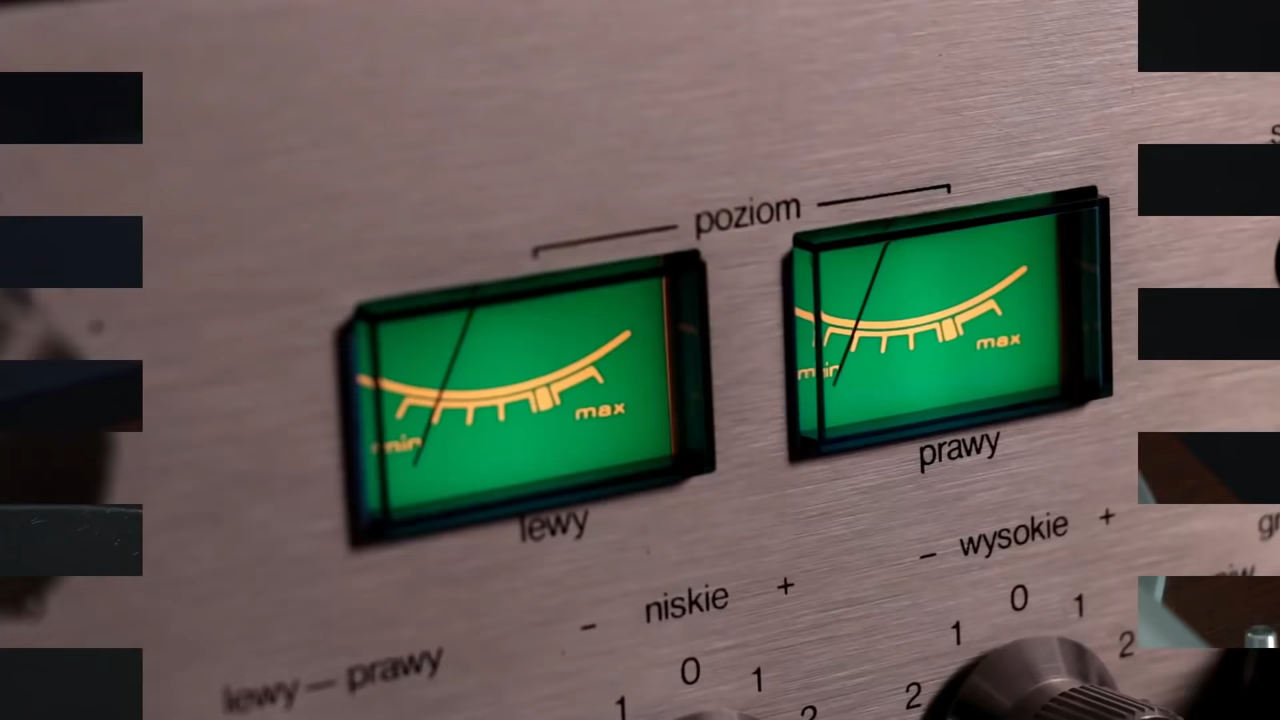 poziom
min max
min max
lewy
prawy
- wysokie +
- niskie +
0 1
1 2
2
lewy — prawy
0 1
1 2